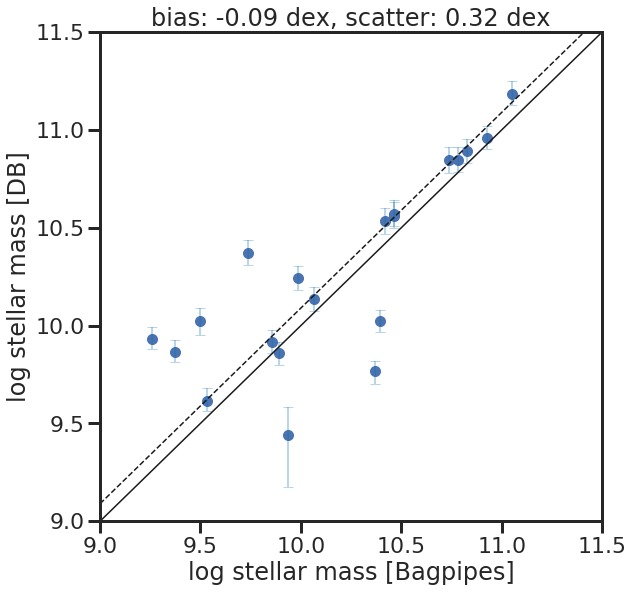 bias: -0.09 dex, scatter: 0.32 dex
11.5
11.0
10.5
10.0
9.5
9.0
log stellar mass [DB]
9.0 9.5 10.0 10.5 11.0 11.5
log stellar mass [Bagpipes]